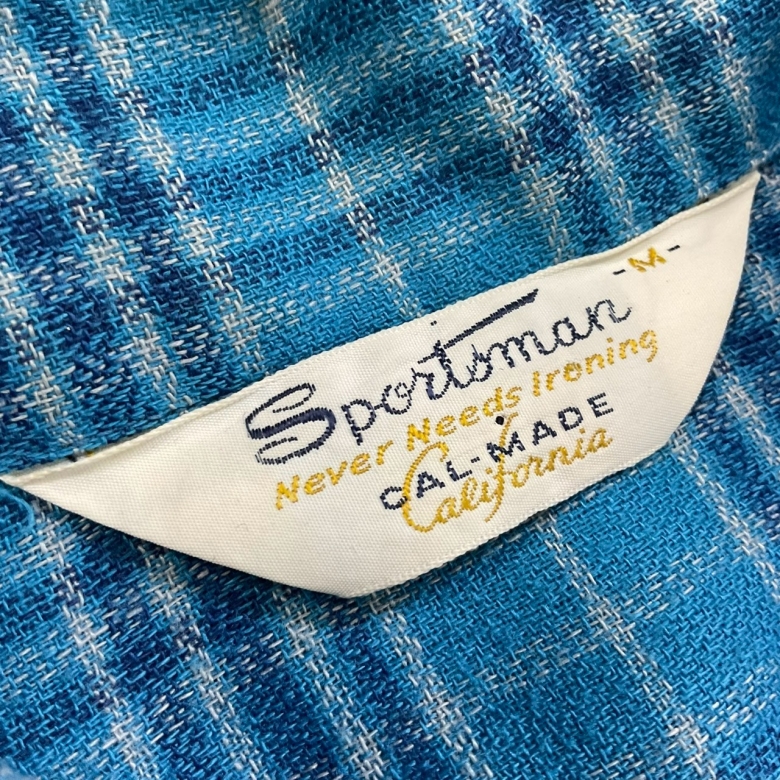 -M-
Sportsman
Never Needs Ironing
CAL-MADE
California